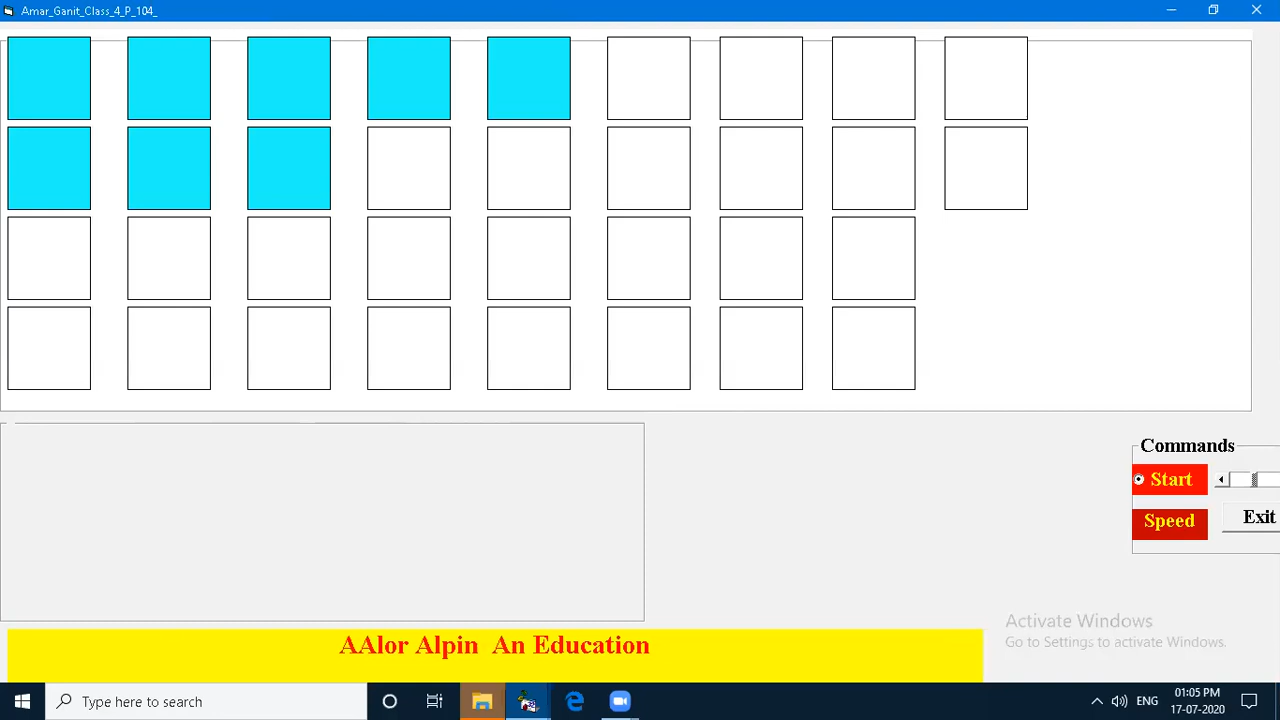 Amar_Ganit_Class_4_P_104_
Commands
Start
Speed
Exit
Activate Windows
Go to Settings to activate Windows.
AAlor Alpin An Education
Type here to search
ENG
01:05 PM
17-07-2020